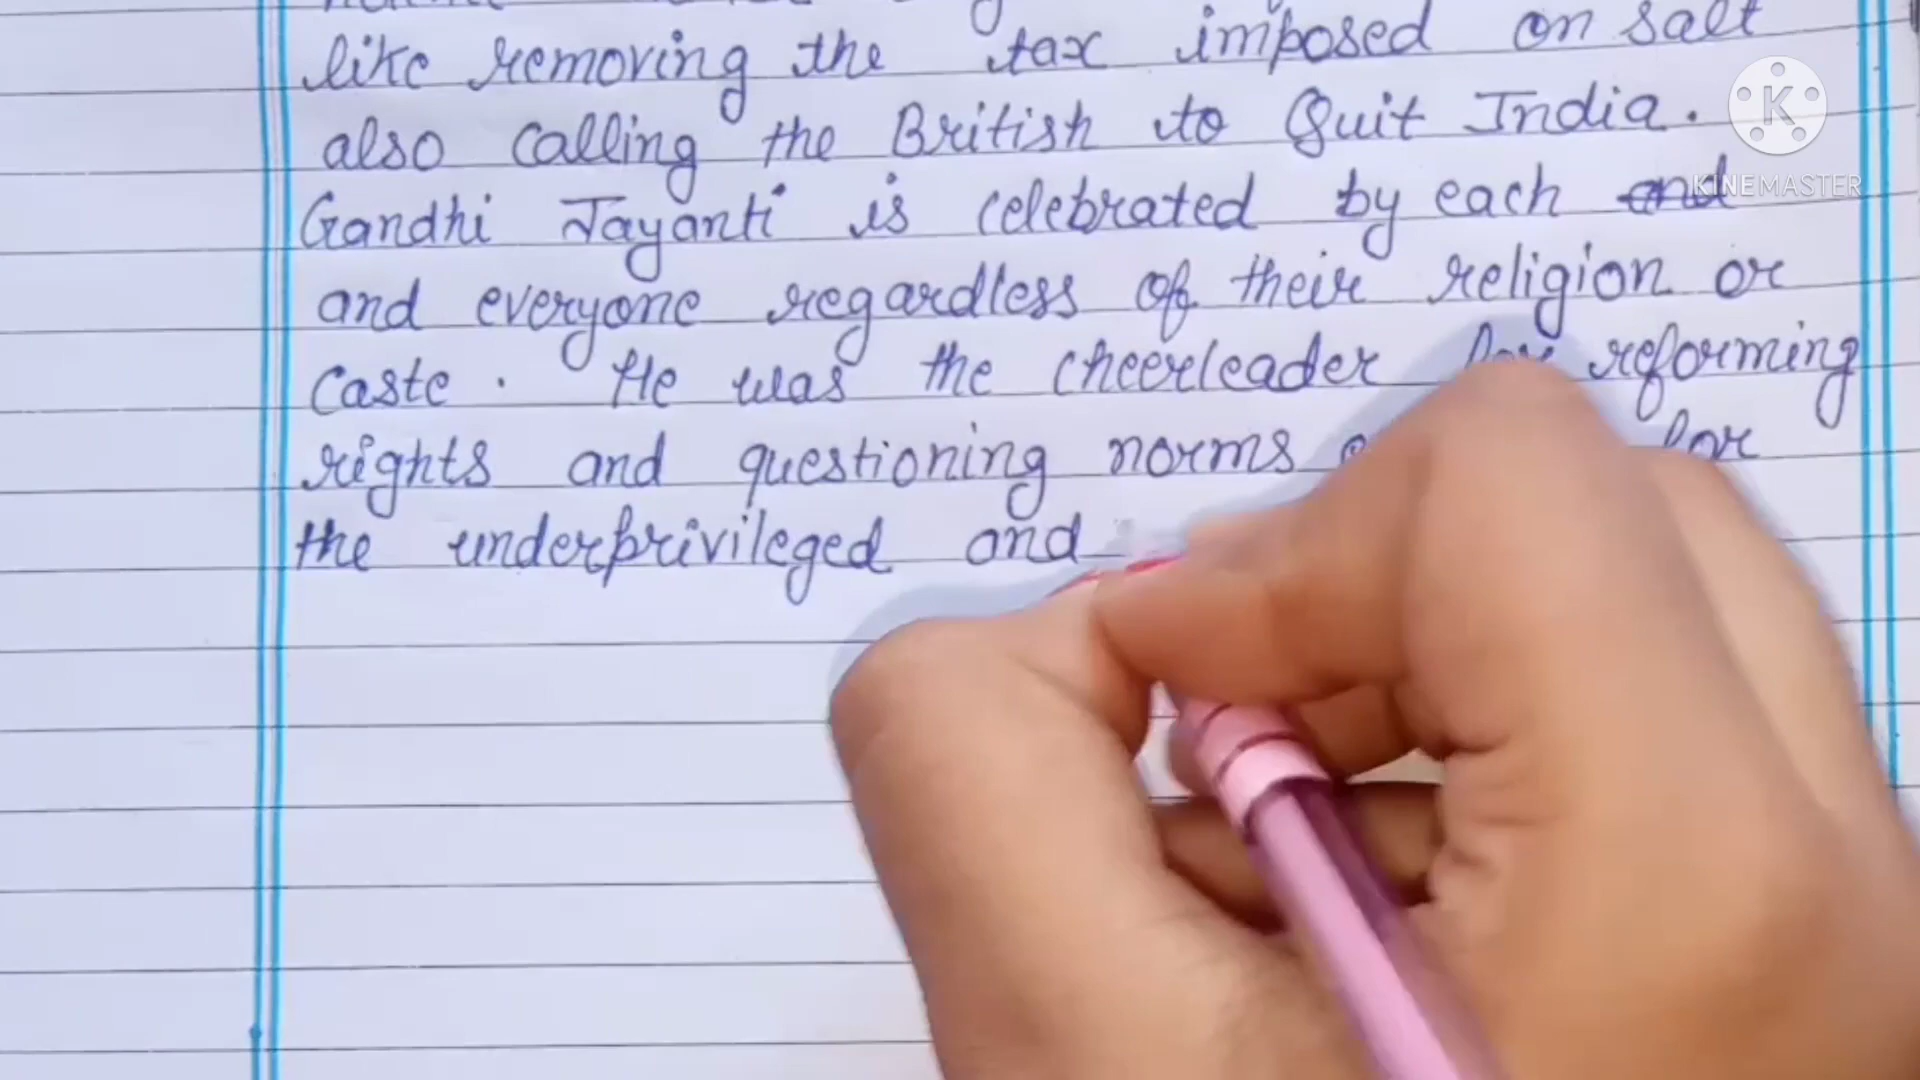 like removing the tax imposed on salt
also calling the British to Quit India.
Gandhi Jayanti is celebrated by each and
and everyone regardless of their religion or
caste. He was the cheerleader for reforming
rights and questioning norms for
the underprivileged and
KINEMASTER